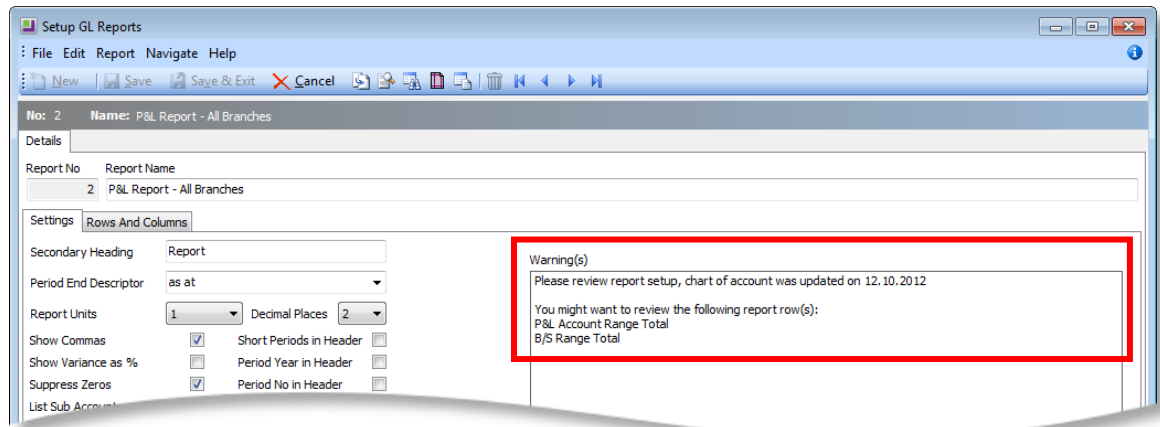 Setup GL Reports
File Edit Report Navigate Help
New Save Save & Exit Cancel
No: 2 Name: P&L Report - All Branches
Details
Report No Report Name
2 P&L Report - All Branches
Settings Rows And Columns
Secondary Heading Report
Warning(s)
Period End Descriptor as at
Please review report setup, chart of account was updated on 12.10.2012
Report Units 1 Decimal Places 2
You might want to review the following report row(s):
P&L Account Range Total
B/S Range Total
Show Commas Short Periods in Header
Show Variance as % Period Year in Header
Suppress Zeros Period No in Header
List Sub